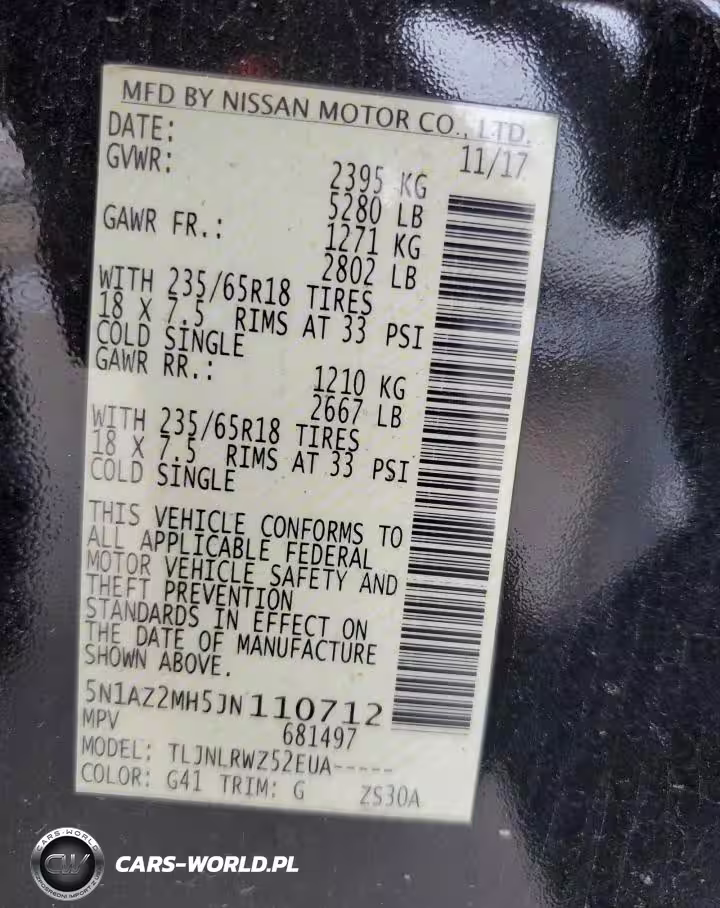 MFD BY NISSAN MOTOR CO., LTD.
DATE: 11/17
GVWR: 2395 KG
5280 LB
GAWR FR.: 1271 KG
2802 LB
WITH 235/65R18 TIRES
18 X 7.5 RIMS AT 33 PSI
COLD SINGLE
GAWR RR.: 1210 KG
2667 LB
WITH 235/65R18 TIRES
18 X 7.5 RIMS AT 33 PSI
COLD SINGLE
THIS VEHICLE CONFORMS TO
ALL APPLICABLE FEDERAL
MOTOR VEHICLE SAFETY AND
THEFT PREVENTION
STANDARDS IN EFFECT ON
THE DATE OF MANUFACTURE
SHOWN ABOVE.
5N1AZ2MH5JN110712
MPV 681497
MODEL: TLJNLRWZ52EUA-----
COLOR: G41 TRIM: G ZS30A
CARS-WORLD
CW
CARS-WORLD.PL